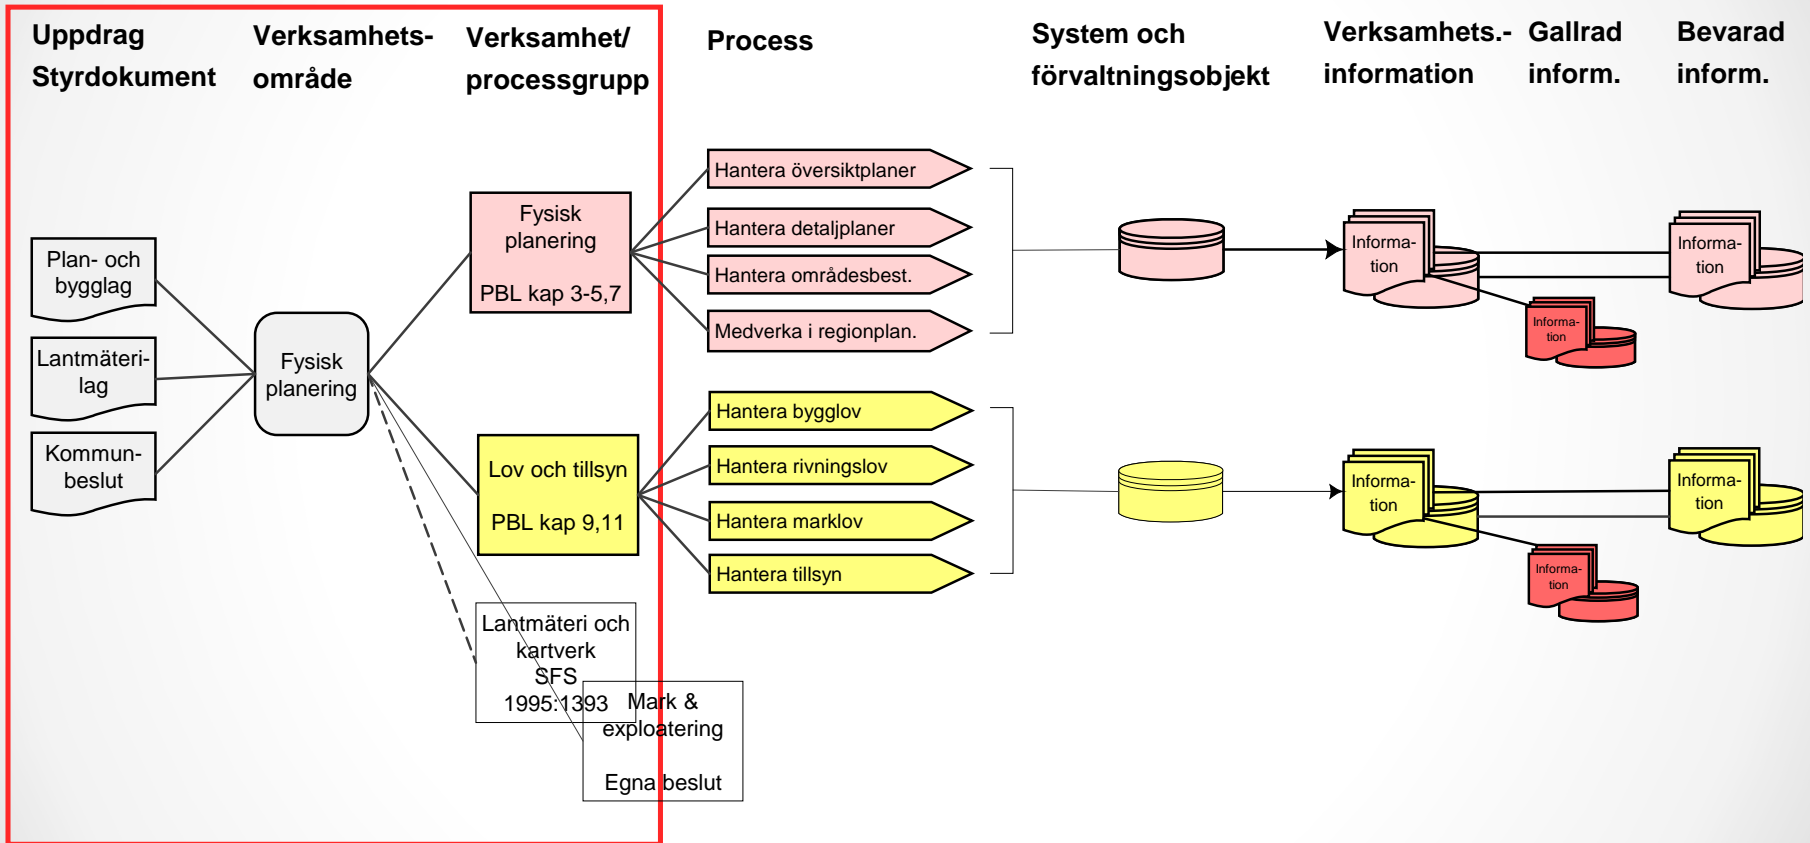 Uppdrag
Styrdokument
Verksamhets-
område
Verksamhet/
processgrupp
Process
System och
förvaltningsobjekt
Verksamhets.-
information
Gallrad
inform.
Bevarad
inform.
Plan- och
bygglag
Lantmäteri-
lag
Kommun-
beslut
Fysisk
planering
Fysisk
planering
PBL kap 3-5,7
Lov och tillsyn
PBL kap 9,11
Lantmäteri och
kartverk
SFS
1995:1393
Mark &
exploatering
Egna beslut
Hantera översiktplaner
Hantera detaljplaner
Hantera områdesbest.
Medverka i regionplan.
Hantera bygglov
Hantera rivningslov
Hantera marklov
Hantera tillsyn
Informa-
tion
Informa-
tion
Informa-
tion
Informa-
tion
Informa-
tion
Informa-
tion